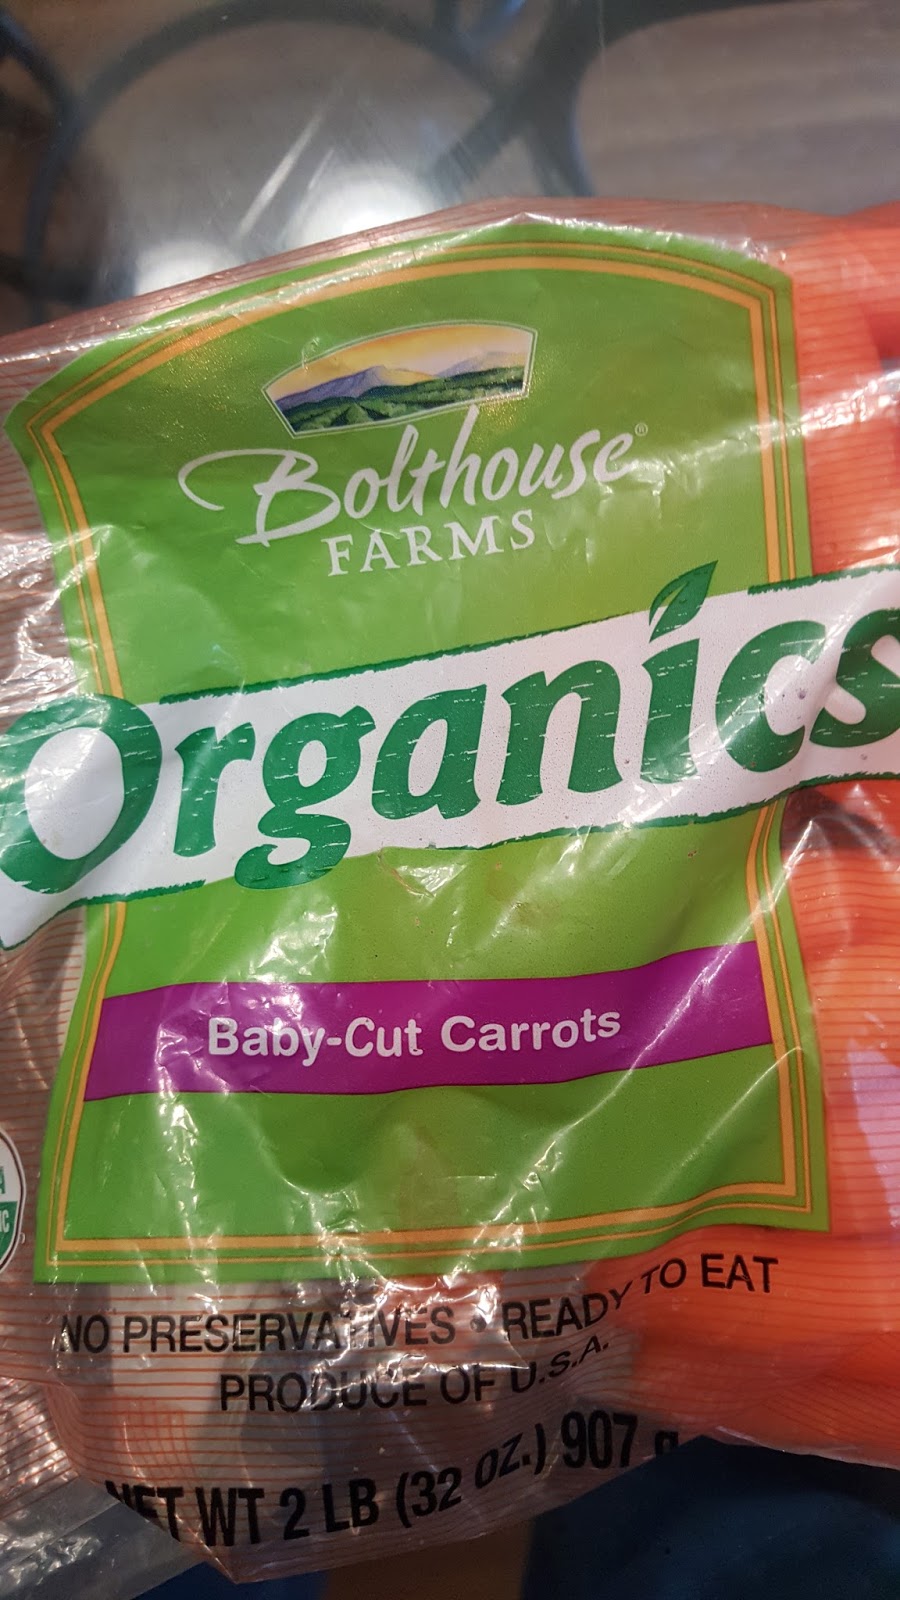 Bolthouse®
FARMS
Organics
Baby-Cut Carrots
NO PRESERVATIVES • READY TO EAT
PRODUCE OF U.S.A.
NET WT 2 LB (32 OZ.) 907 g